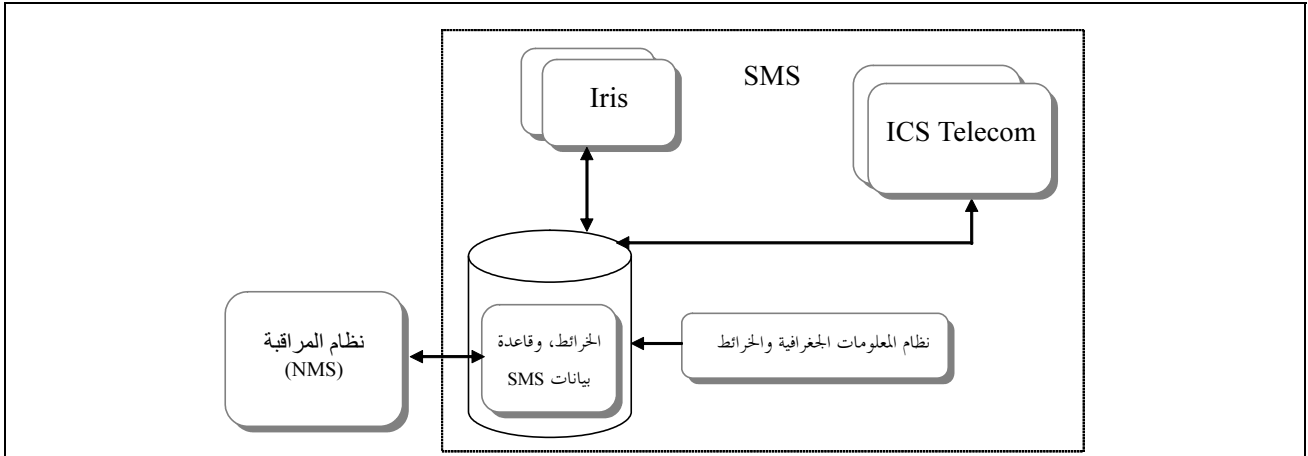 SMS
Iris
ICS Telecom
نظام المراقبة
(NMS)
الخرائط، وقاعدة
بيانات SMS
نظام المعلومات الجغرافية والخرائط